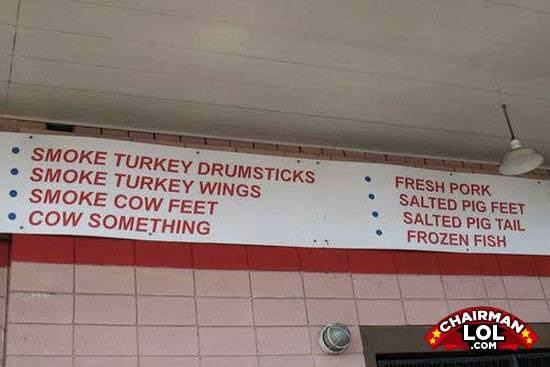 SMOKE TURKEY DRUMSTICKS
SMOKE TURKEY WINGS
SMOKE COW FEET
COW SOMETHING
FRESH PORK
SALTED PIG FEET
SALTED PIG TAIL
FROZEN FISH
CHAIRMAN
LOL
.COM